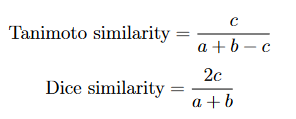 Tanimoto similarity = c / (a + b − c)
Dice similarity = 2c / (a + b)